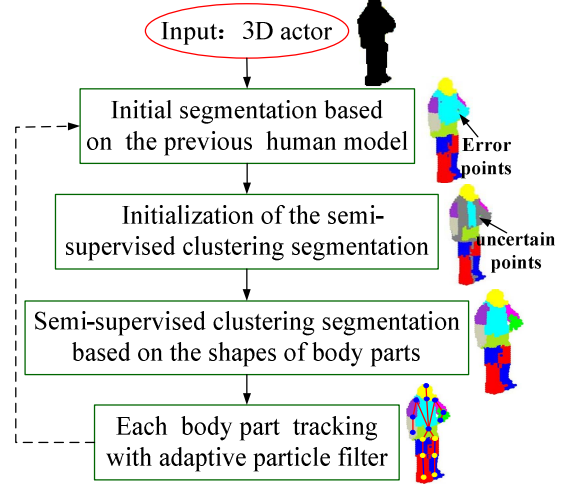 Input: 3D actor
Initial segmentation based
on the previous human model
Error
points
Initialization of the semi-
supervised clustering segmentation
uncertain
points
Semi-supervised clustering segmentation
based on the shapes of body parts
Each body part tracking
with adaptive particle filter